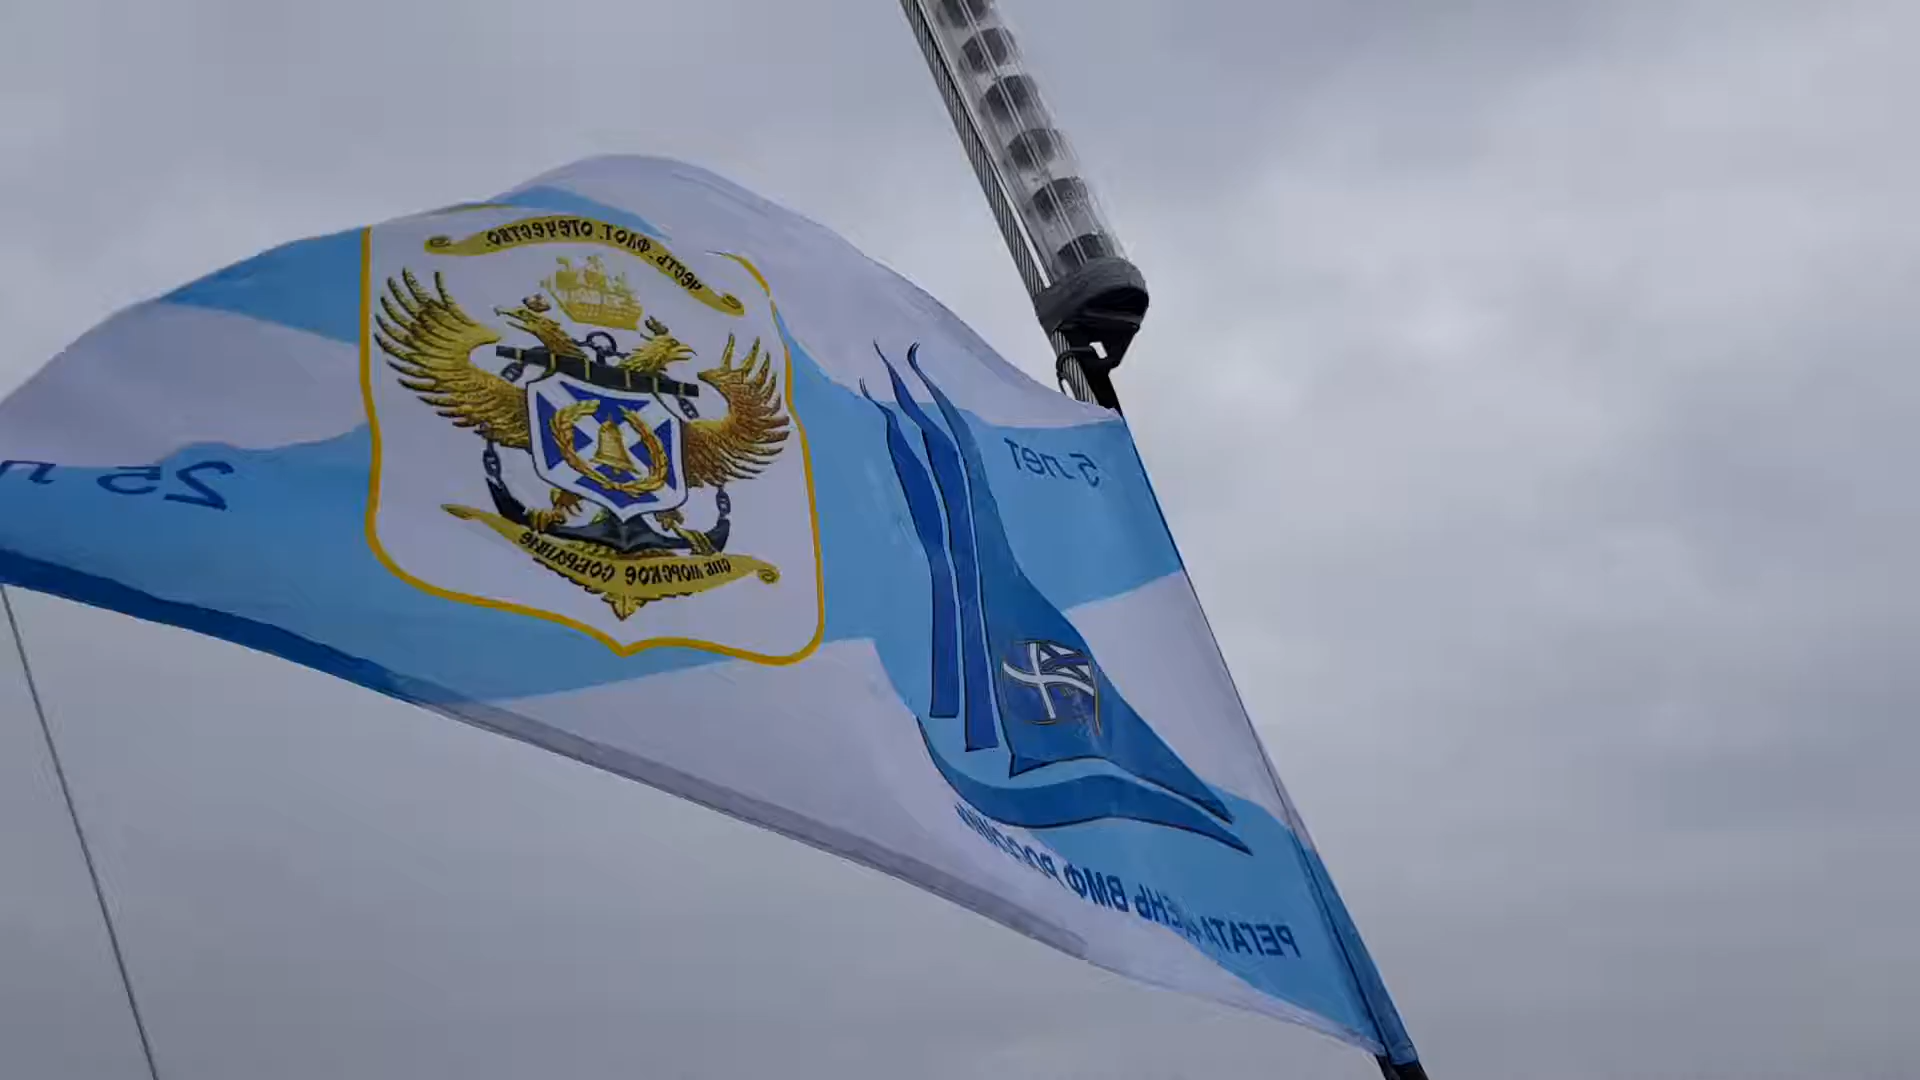 ЧЕСТЬ. ФЛОТ. ОТЕЧЕСТВО.
5 лет
25 л
СПБ МОРСКОЕ СОБРАНИЕ
РЕГАТА ДЕНЬ ВМФ РОССИИ